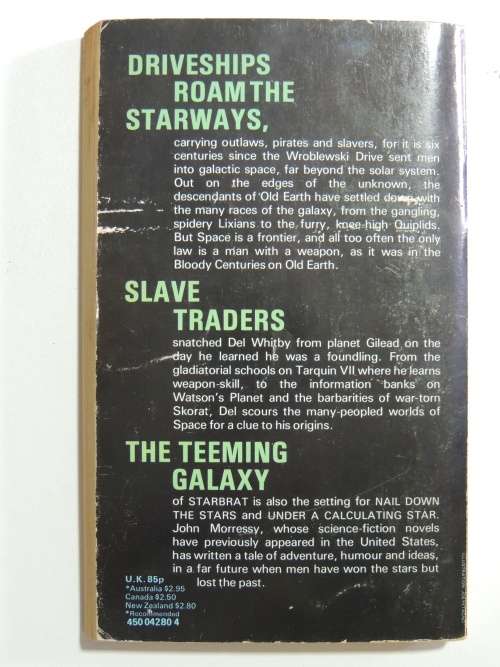 DRIVESHIPS
ROAM THE
STARWAYS,
carrying outlaws, pirates and slavers, for it is six
centuries since the Wroblewski Drive sent men
into galactic space, far beyond the solar system.
Out on the edges of the unknown, the
descendants of Old Earth have settled down with
the many races of the galaxy, from the gangling,
spidery Lixians to the furry, knee-high Quiplids.
But Space is a frontier, and all too often the only
law is a man with a weapon, as it was in the
Bloody Centuries on Old Earth.
SLAVE
TRADERS
snatched Del Whitby from planet Gilead on the
day he learned he was a foundling. From the
gladiatorial schools on Tarquin VII where he learns
weapon-skill, to the information banks on
Watson's Planet and the barbarities of war-torn
Skorat, Del scours the many-peopled worlds of
Space for a clue to his origins.
THE TEEMING
GALAXY
of STARBRAT is also the setting for NAIL DOWN
THE STARS and UNDER A CALCULATING STAR.
John Morressy, whose science-fiction novels
have previously appeared in the United States,
has written a tale of adventure, humour and ideas,
in a far future when men have won the stars but
lost the past.
U.K. 85p
*Australia $2.95
Canada $2.50
New Zealand $2.80
*Recommended
450 04280 4